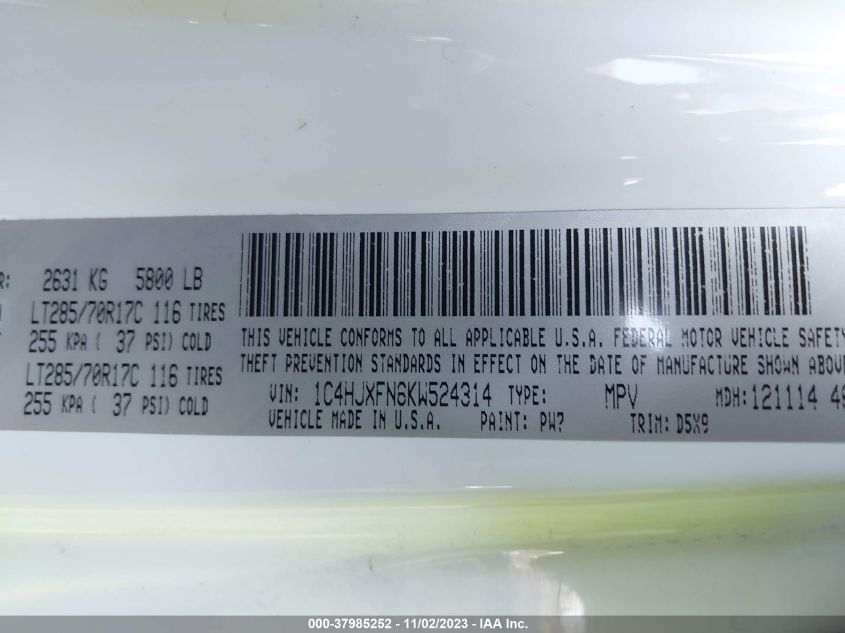 R: 2631 KG 5800 LB
LT285/70R17C 116 TIRES
255 KPA ( 37 PSI) COLD
LT285/70R17C 116 TIRES
255 KPA ( 37 PSI) COLD
THIS VEHICLE CONFORMS TO ALL APPLICABLE U.S.A. FEDERAL MOTOR VEHICLE SAFETY
THEFT PREVENTION STANDARDS IN EFFECT ON THE DATE OF MANUFACTURE SHOWN ABOVE
VIN: 1C4HJXFN6KW524314 TYPE: MPV MDH:121114 49
VEHICLE MADE IN U.S.A. PAINT: PW7 TRIM: D5X9
000-37985252 - 11/02/2023 - IAA Inc.